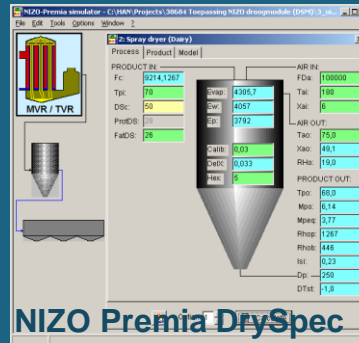 NIZO-Premia simulator - C:\HAN\Projects\38684 Toepassing NIZO droogmodule (DSM)\.3_ni...
File Edit Tools Options Window ?
2: Spray dryer (Dairy)
Process Product Model
MVR / TVR
PRODUCT IN:
Fc: 9214,1267
Tpi: 70
DSc: 50
ProtDS: 28
FatDS: 26
Evap: 4305,7
Ew: 4057
Ep: 3792
Calib: 0,03
DelX: 0,033
Hex: 5
AIR IN:
FDa: 100000
Tai: 180
Xai: 6
AIR OUT:
Tao: 75,0
Xao: 49,1
RHa: 19,0
PRODUCT OUT:
Tpo: 68,0
Mpo: 6,14
Mpeq: 3,77
Rhop: 1267
Rhob: 446
Isi: 0,23
Dp: 250
DTst: -1,0
NIZO Premia DrySpec